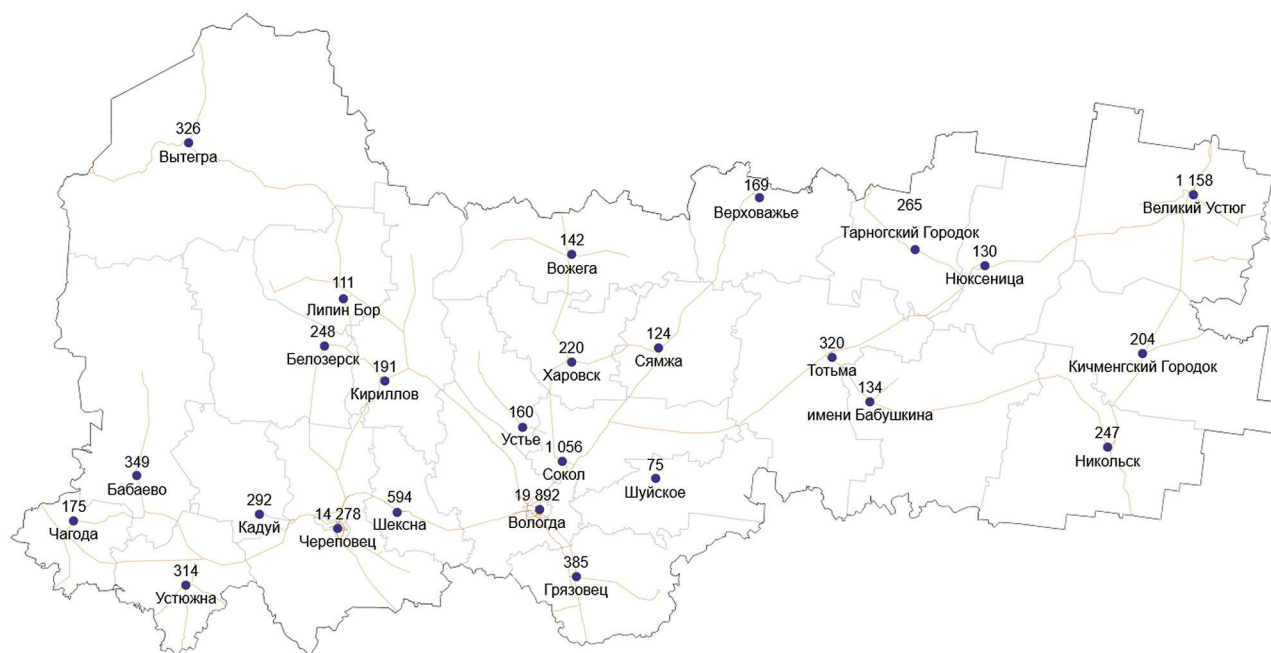 326
Вытегра
1 158
Великий Устюг
169
Верховажье
265
Тарногский Городок
130
Нюксеница
142
Вожега
111
Липин Бор
248
Белозерск
191
Кириллов
220
Харовск
124
Сямжа
320
Тотьма
134
имени Бабушкина
204
Кичменгский Городок
247
Никольск
160
Устье
1 056
Сокол
75
Шуйское
349
Бабаево
175
Чагода
292
Кадуй
14 278
Череповец
594
Шексна
19 892
Вологда
314
Устюжна
385
Грязовец